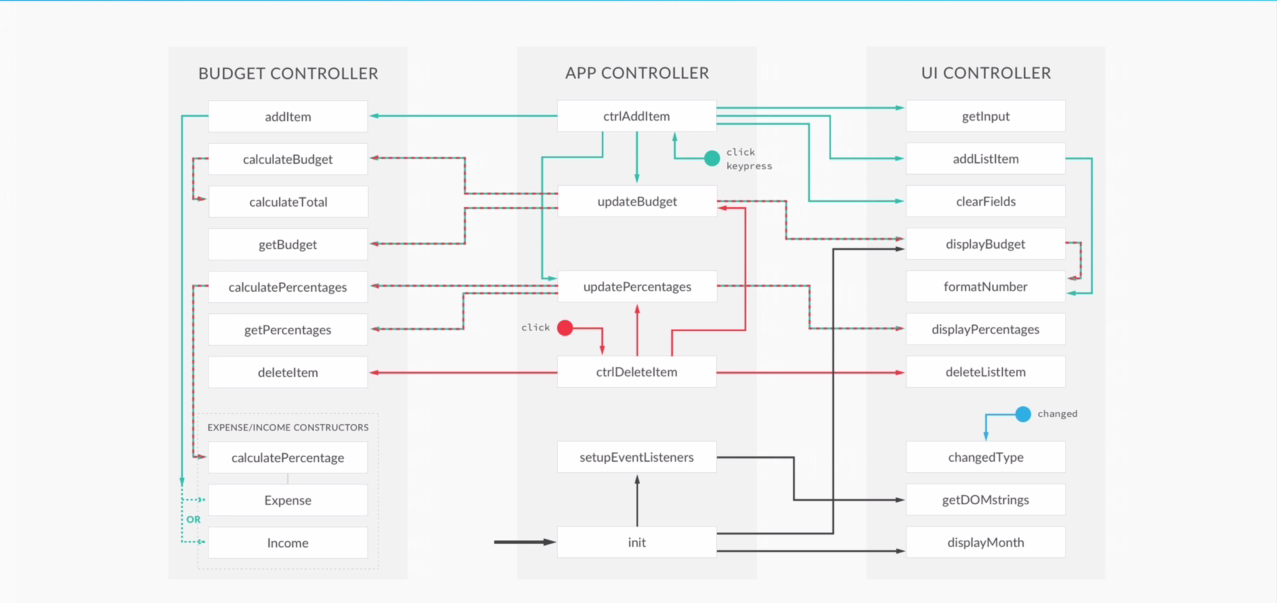 BUDGET CONTROLLER
addItem
calculateBudget
calculateTotal
getBudget
calculatePercentages
getPercentages
deleteItem
EXPENSE/INCOME CONSTRUCTORS
calculatePercentage
Expense
OR
Income
APP CONTROLLER
ctrlAddItem
click
keypress
updateBudget
updatePercentages
click
ctrlDeleteItem
setupEventListeners
init
UI CONTROLLER
getInput
addListItem
clearFields
displayBudget
formatNumber
displayPercentages
deleteListItem
changed
changedType
getDOMstrings
displayMonth